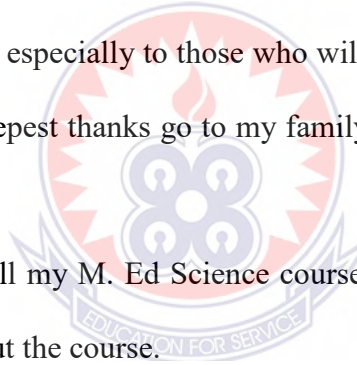 especially to those who wil
epest thanks go to my family
ll my M. Ed Science course
ut the course.
EDUCATION FOR SERVICE